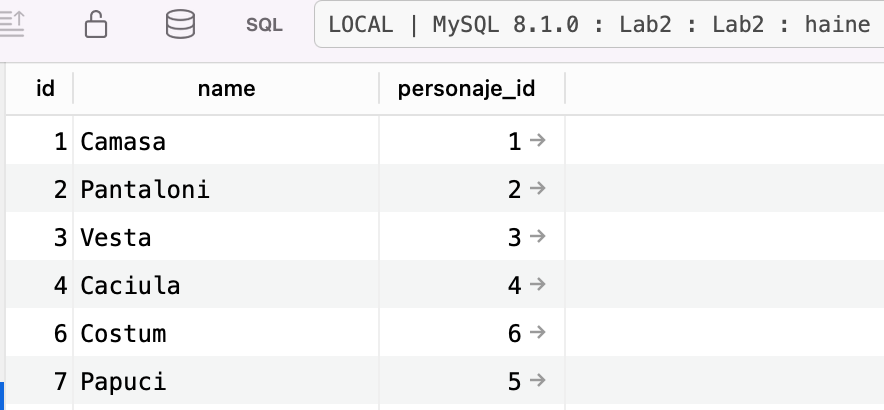 SQL LOCAL | MySQL 8.1.0 : Lab2 : Lab2 : haine
id name personaje_id
1 Camasa 1 →
2 Pantaloni 2 →
3 Vesta 3 →
4 Caciula 4 →
6 Costum 6 →
7 Papuci 5 →